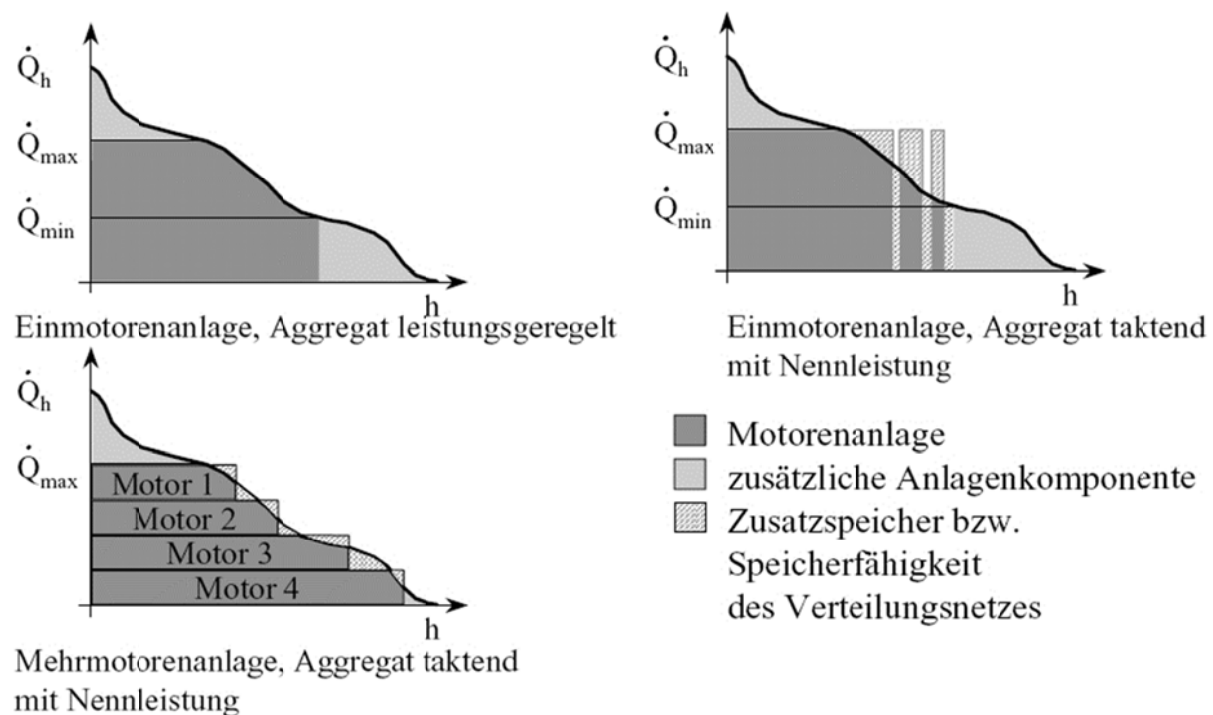 Q̇h
Q̇max
Q̇min
h
Einmotorenanlage, Aggregat leistungsgeregelt
Q̇h
Q̇max
Q̇min
h
Einmotorenanlage, Aggregat taktend
mit Nennleistung
Q̇h
Q̇max
Motor 1
Motor 2
Motor 3
Motor 4
h
Mehrmotorenanlage, Aggregat taktend
mit Nennleistung
Motorenanlage
zusätzliche Anlagenkomponente
Zusatzspeicher bzw.
Speicherfähigkeit
des Verteilungsnetzes